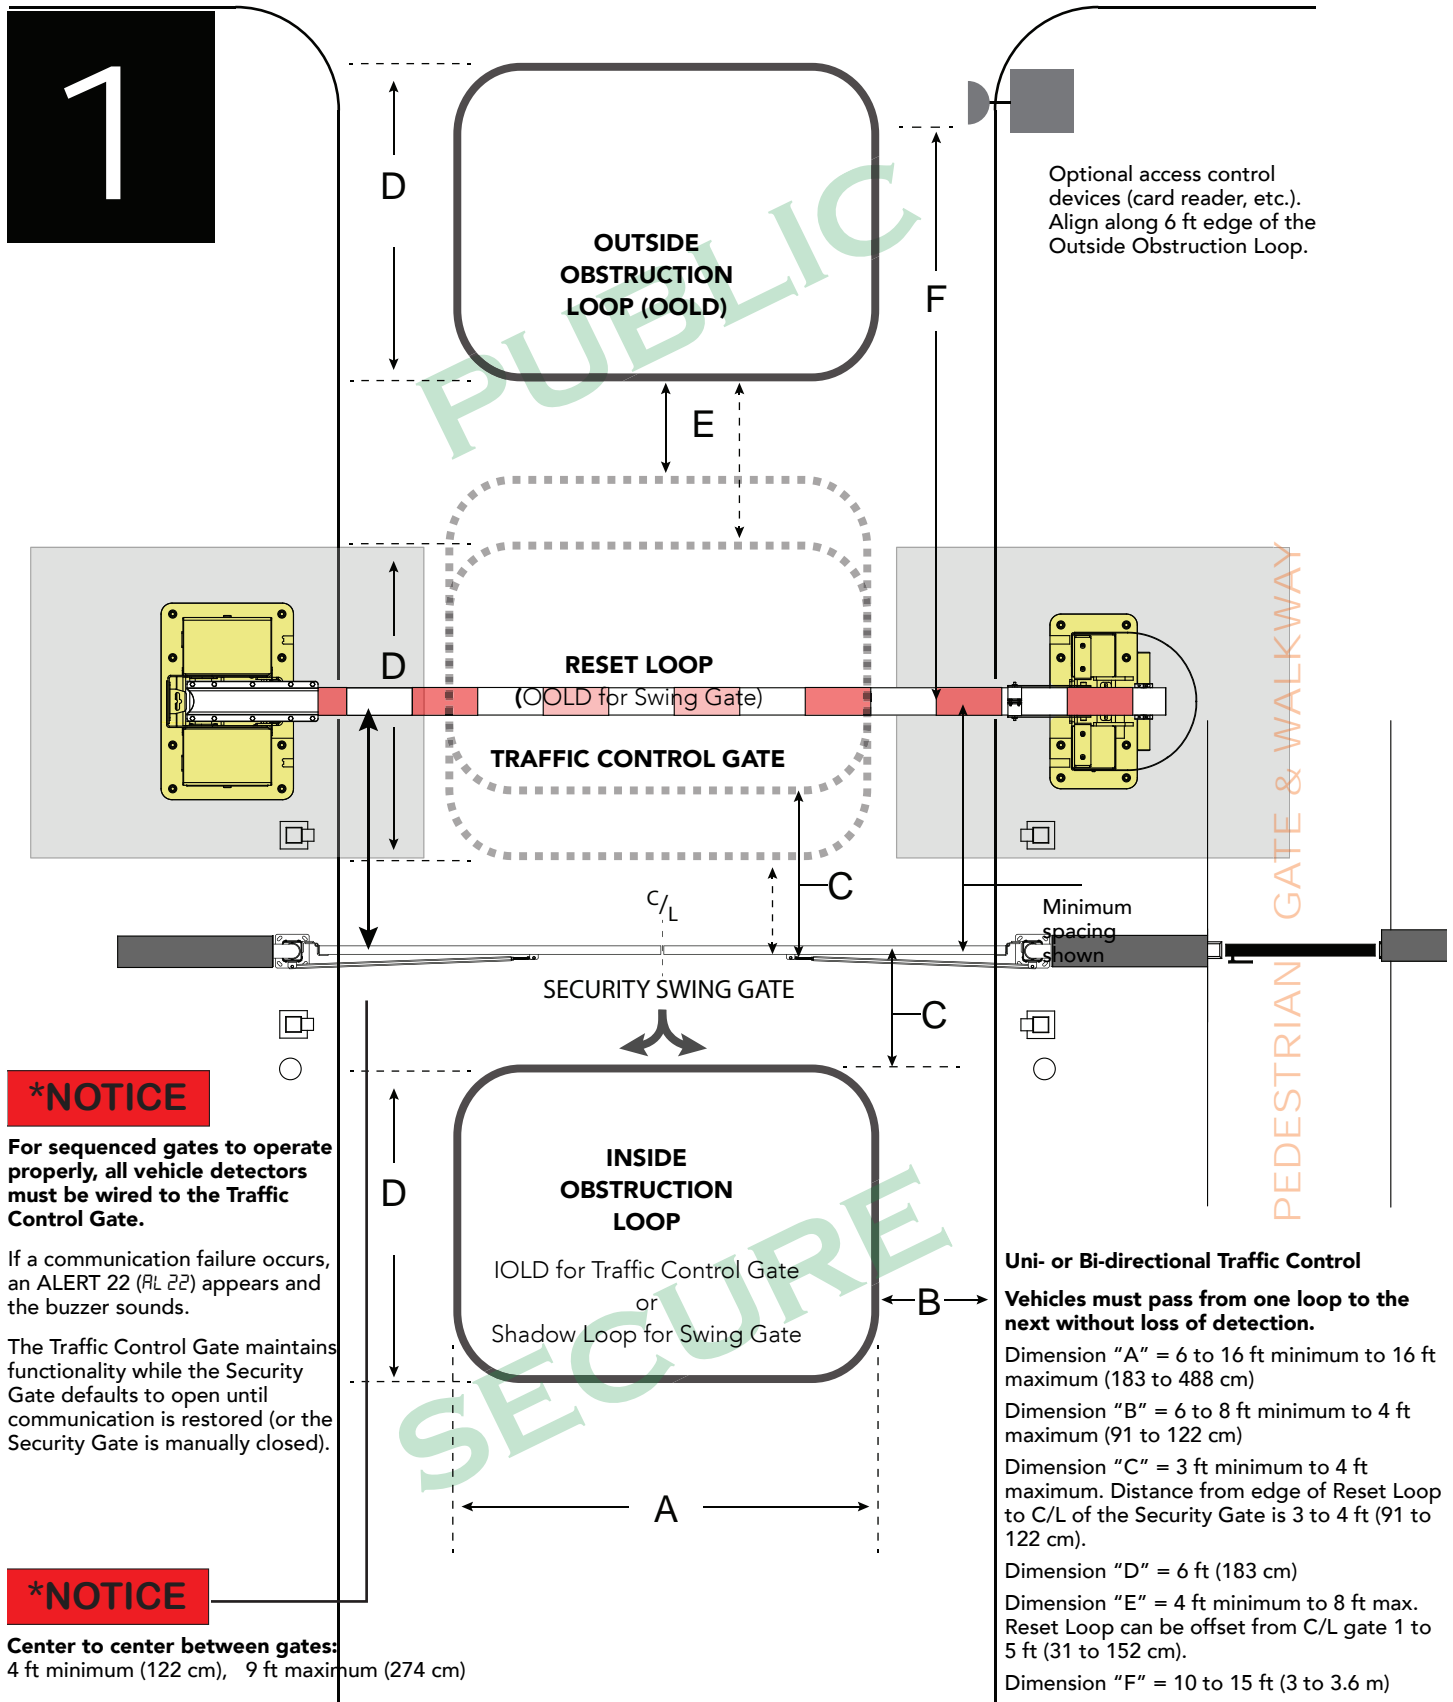 1
D
OUTSIDE
OBSTRUCTION
LOOP (OOLD)
PUBLIC
F
Optional access control
devices (card reader, etc.).
Align along 6 ft edge of the
Outside Obstruction Loop.
E
D
RESET LOOP
(OOLD for Swing Gate)
TRAFFIC CONTROL GATE
PEDESTRIAN GATE & WALKWAY
C
C/L
Minimum
spacing
shown
SECURITY SWING GATE
C
*NOTICE
For sequenced gates to operate
properly, all vehicle detectors
must be wired to the Traffic
Control Gate.
If a communication failure occurs,
an ALERT 22 (AL 22) appears and
the buzzer sounds.
The Traffic Control Gate maintains
functionality while the Security
Gate defaults to open until
communication is restored (or the
Security Gate is manually closed).
D
INSIDE
OBSTRUCTION
LOOP
IOLD for Traffic Control Gate
or
Shadow Loop for Swing Gate
SECURE
B
A
Uni- or Bi-directional Traffic Control
Vehicles must pass from one loop to the
next without loss of detection.
Dimension "A" = 6 to 16 ft minimum to 16 ft
maximum (183 to 488 cm)
Dimension "B" = 6 to 8 ft minimum to 4 ft
maximum (91 to 122 cm)
Dimension "C" = 3 ft minimum to 4 ft
maximum. Distance from edge of Reset Loop
to C/L of the Security Gate is 3 to 4 ft (91 to
122 cm).
Dimension "D" = 6 ft (183 cm)
Dimension "E" = 4 ft minimum to 8 ft max.
Reset Loop can be offset from C/L gate 1 to
5 ft (31 to 152 cm).
Dimension "F" = 10 to 15 ft (3 to 3.6 m)
*NOTICE
Center to center between gates:
4 ft minimum (122 cm), 9 ft maximum (274 cm)